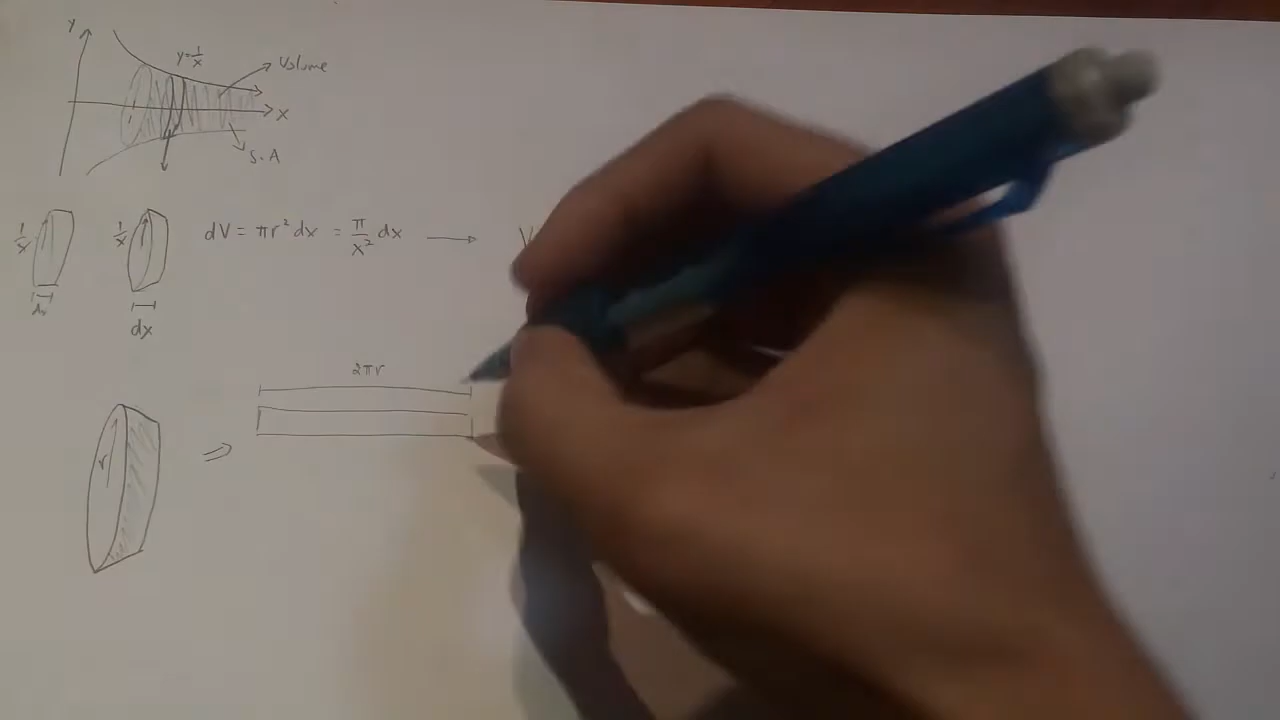 y
y=1/x
Volume
x
S.A
1/x
1/x
dV = πr² dx = π/x² dx → V
dx
dx
2πr
r
⇒